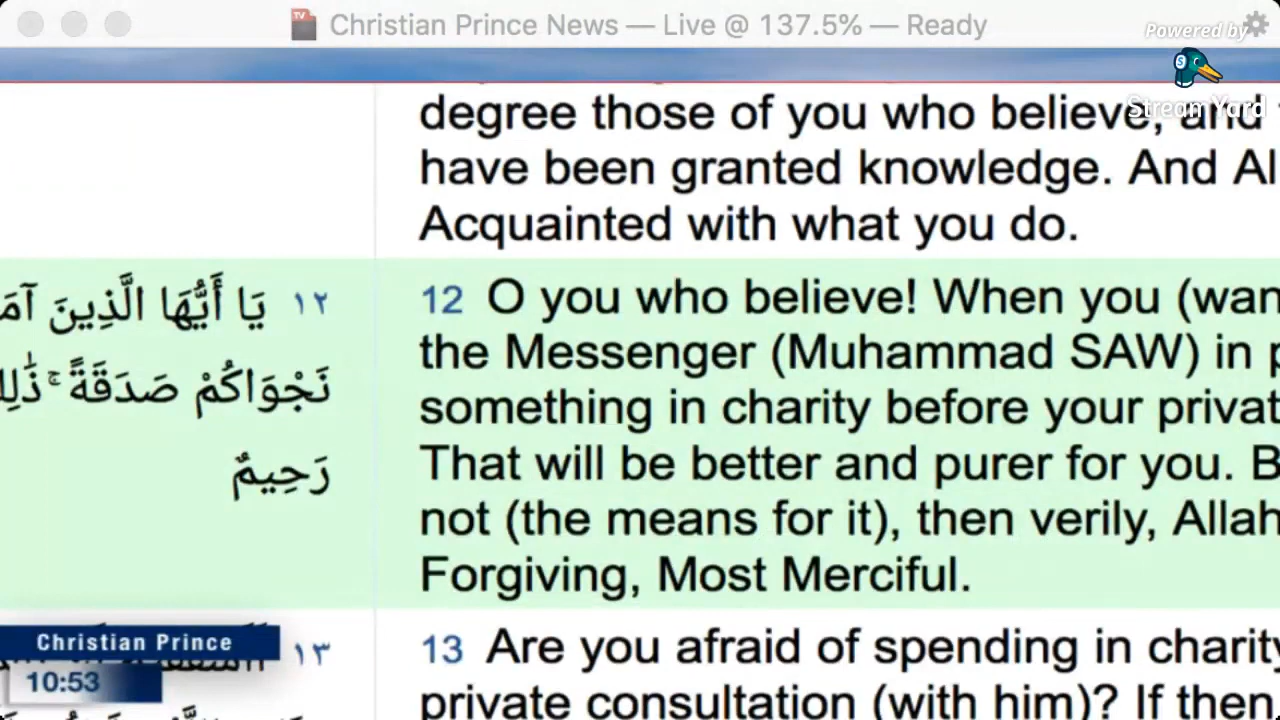 Christian Prince News — Live @ 137.5% — Ready
Powered by
StreamYard
degree those of you who believe, and
have been granted knowledge. And Al
Acquainted with what you do.
١٢ يَا أَيُّهَا الَّذِينَ آمَ
نَجْوَاكُمْ صَدَقَةً ۚ ذَٰلِ
رَحِيمٌ
12 O you who believe! When you (wan
the Messenger (Muhammad SAW) in p
something in charity before your privat
That will be better and purer for you. B
not (the means for it), then verily, Allah
Forgiving, Most Merciful.
Christian Prince
10:53
١٣
13 Are you afraid of spending in charity
private consultation (with him)? If then